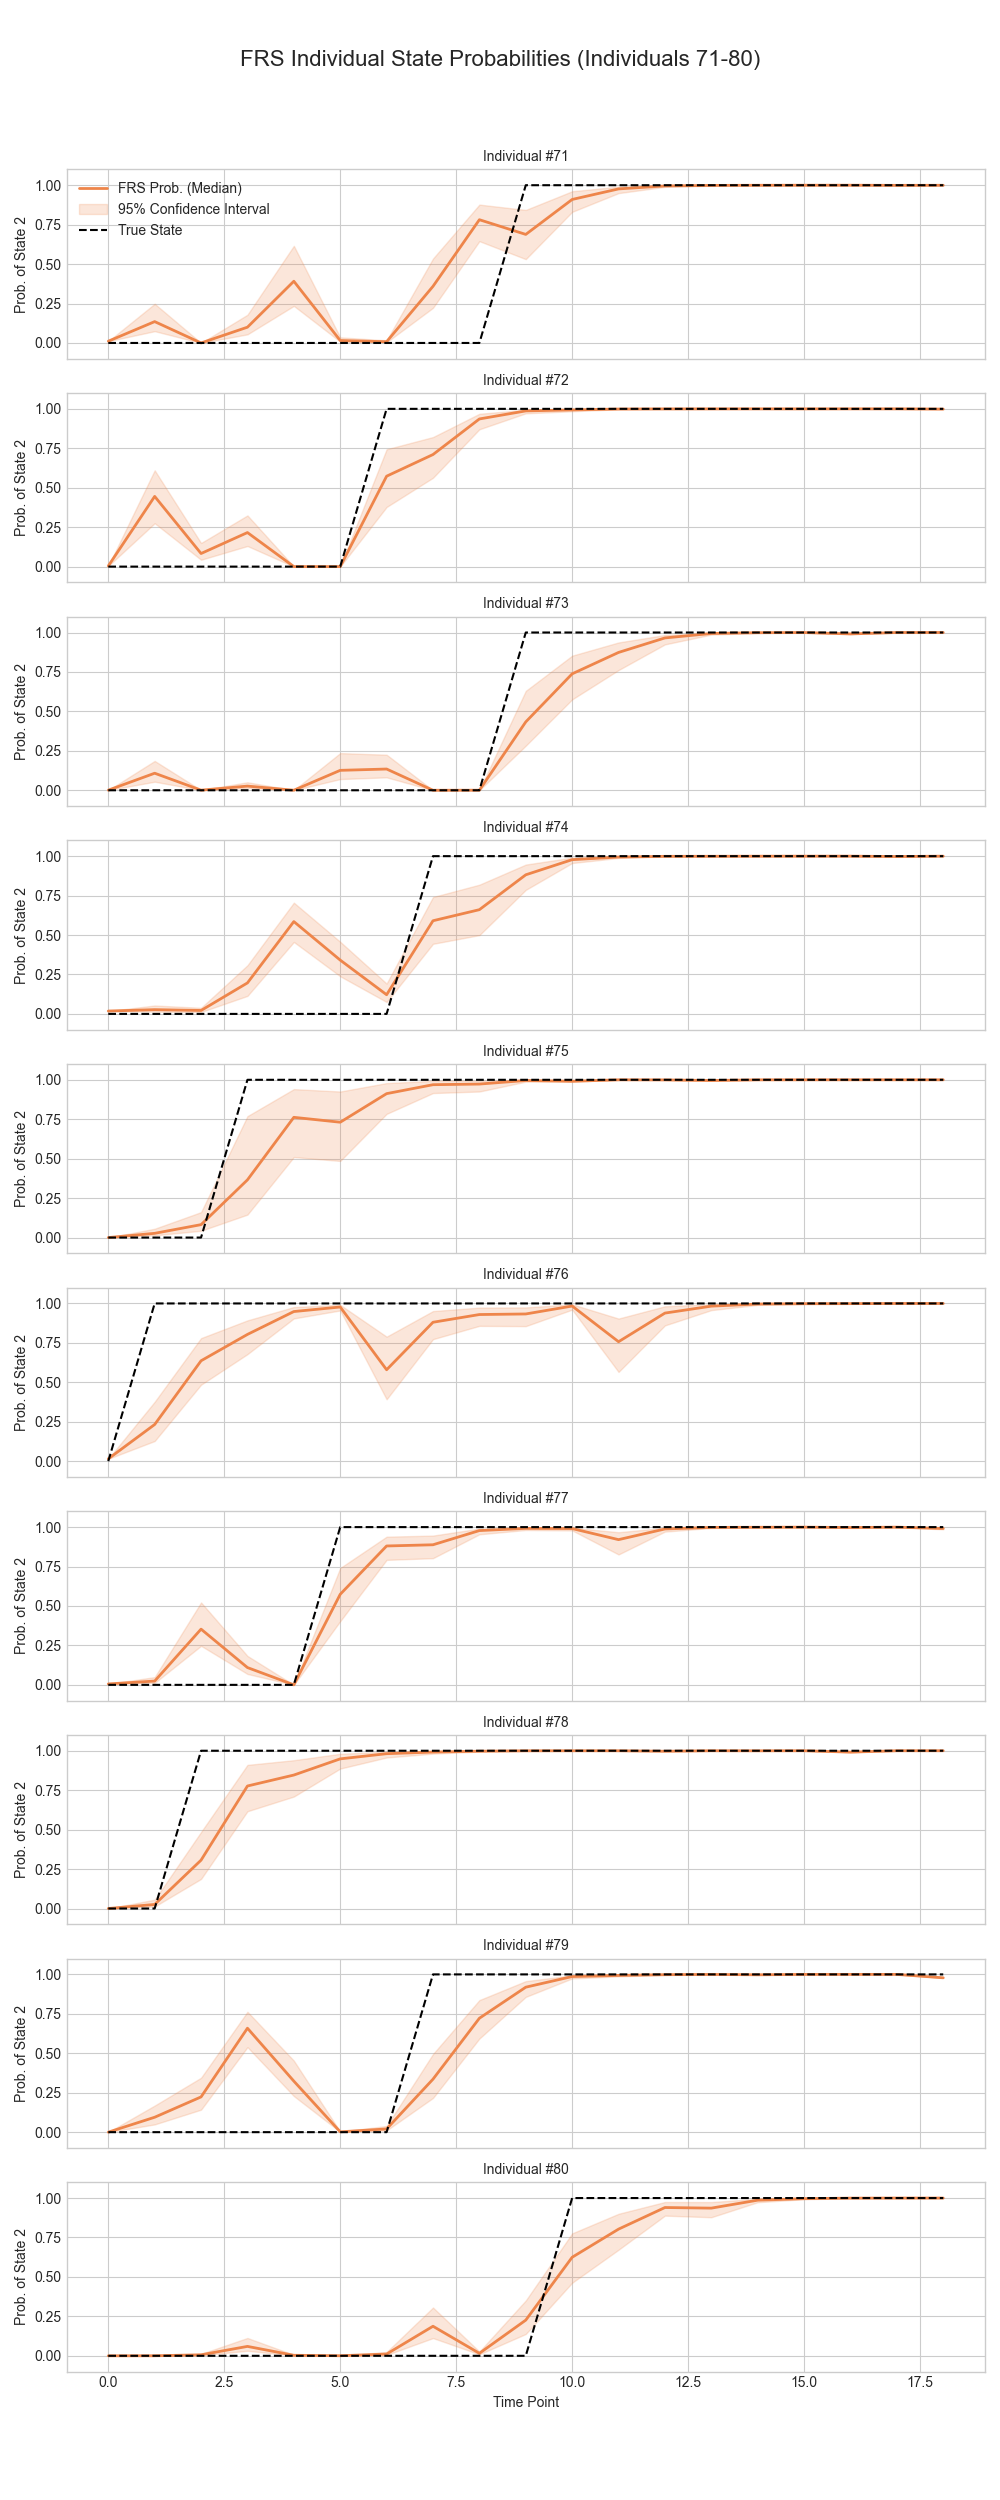 FRS Individual State Probabilities (Individuals 71-80)
Individual #71
1.00
0.75
0.50
0.25
0.00
Prob. of State 2
FRS Prob. (Median)
95% Confidence Interval
True State
Individual #72
1.00
0.75
0.50
0.25
0.00
Prob. of State 2
Individual #73
1.00
0.75
0.50
0.25
0.00
Prob. of State 2
Individual #74
1.00
0.75
0.50
0.25
0.00
Prob. of State 2
Individual #75
1.00
0.75
0.50
0.25
0.00
Prob. of State 2
Individual #76
1.00
0.75
0.50
0.25
0.00
Prob. of State 2
Individual #77
1.00
0.75
0.50
0.25
0.00
Prob. of State 2
Individual #78
1.00
0.75
0.50
0.25
0.00
Prob. of State 2
Individual #79
1.00
0.75
0.50
0.25
0.00
Prob. of State 2
Individual #80
1.00
0.75
0.50
0.25
0.00
Prob. of State 2
0.0 2.5 5.0 7.5 10.0 12.5 15.0 17.5
Time Point